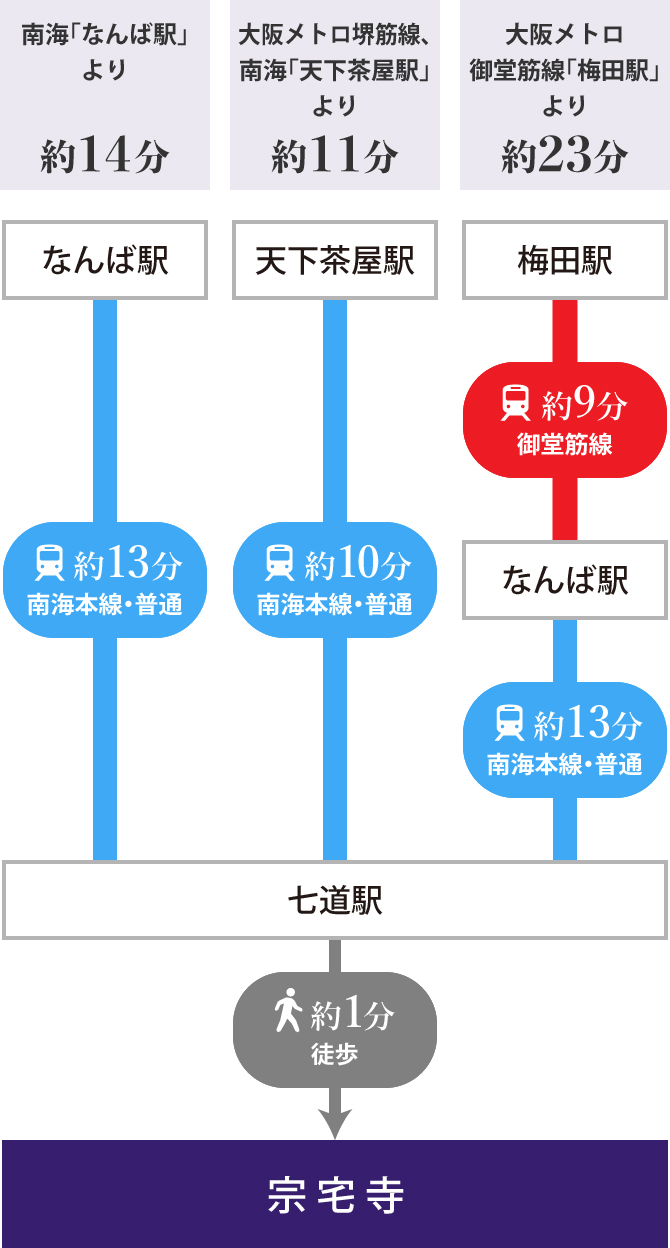 南海「なんば駅」
より
約14分
大阪メトロ堺筋線、
南海「天下茶屋駅」
より
約11分
大阪メトロ
御堂筋線「梅田駅」
より
約23分
なんば駅
天下茶屋駅
梅田駅
約9分
御堂筋線
約13分
南海本線・普通
約10分
南海本線・普通
なんば駅
約13分
南海本線・普通
七道駅
約1分
徒歩
宗宅寺